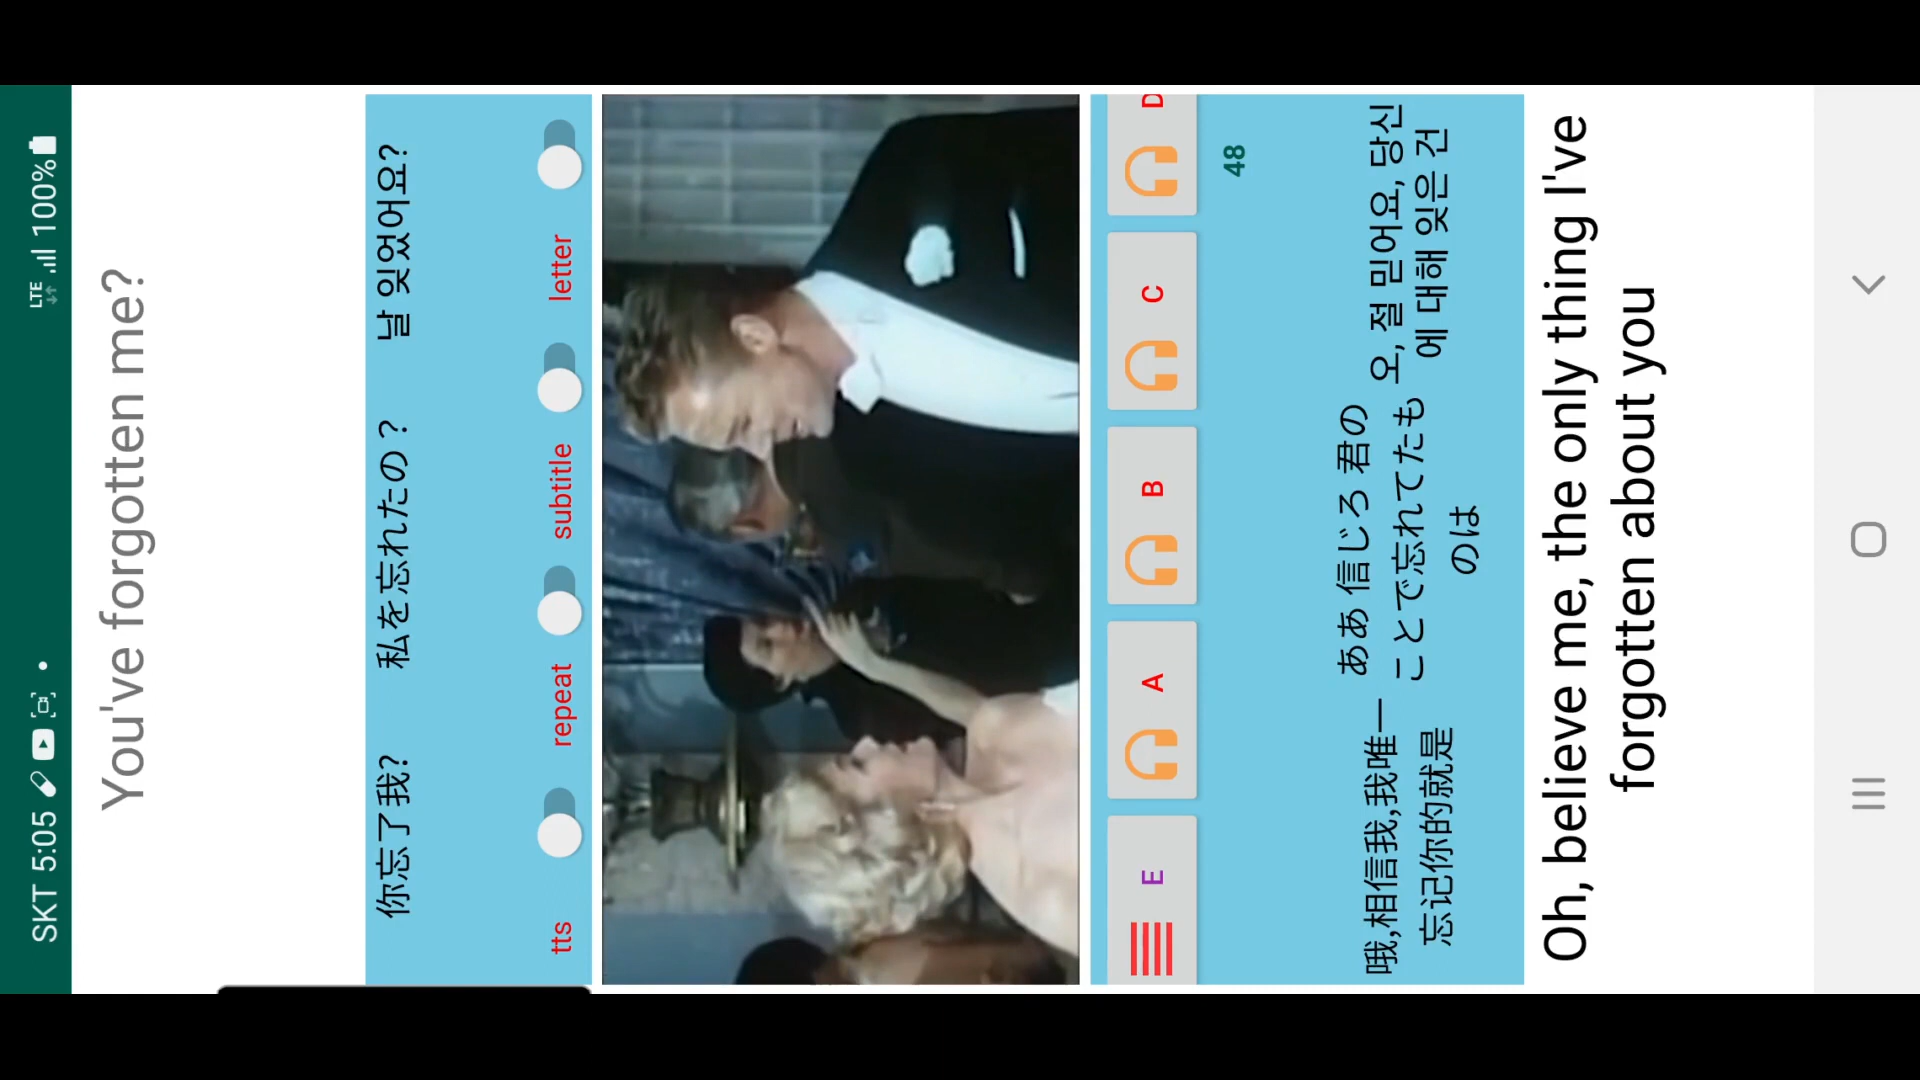 SKT 5:05 LTE 100%
You've forgotten me?
你忘了我?
私を忘れたの？
날 잊었어요?
tts repeat subtitle letter
E A B C D
48
哦,相信我,我唯一
忘记你的就是
ああ 信じろ 君の
ことで忘れてたも
のは
오, 절 믿어요, 당신
에 대해 잊은 건
Oh, believe me, the only thing I've
forgotten about you